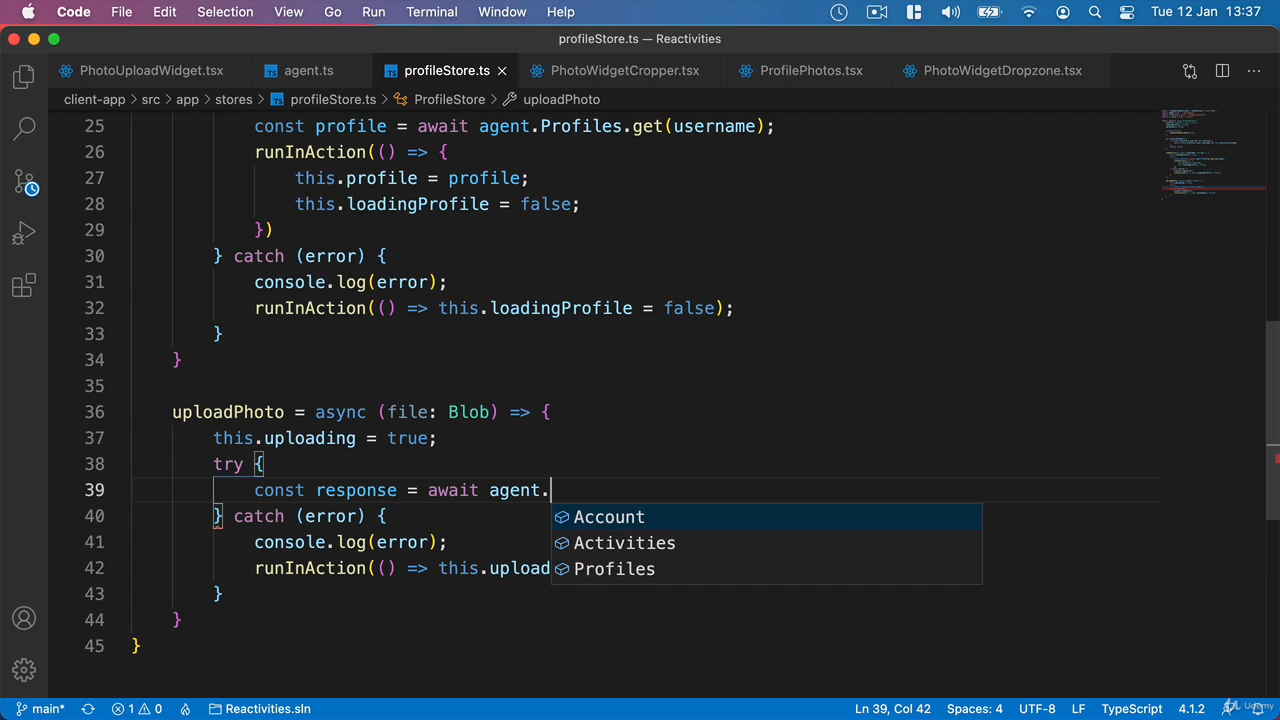 Code File Edit Selection View Go Run Terminal Window Help Tue 12 Jan 13:37
profileStore.ts — Reactivities
PhotoUploadWidget.tsx TS agent.ts TS profileStore.ts PhotoWidgetCropper.tsx ProfilePhotos.tsx PhotoWidgetDropzone.tsx
client-app > src > app > stores > TS profileStore.ts > ProfileStore > uploadPhoto
25 const profile = await agent.Profiles.get(username);
26 runInAction(() => {
27 this.profile = profile;
28 this.loadingProfile = false;
29 })
30 } catch (error) {
31 console.log(error);
32 runInAction(() => this.loadingProfile = false);
33 }
34 }
35
36 uploadPhoto = async (file: Blob) => {
37 this.uploading = true;
38 try {
39 const response = await agent.
40 } catch (error) {
Account
41 console.log(error);
Activities
42 runInAction(() => this.upload
Profiles
43 }
44 }
45 }
main* 1 0 Reactivities.sln Ln 39, Col 42 Spaces: 4 UTF-8 LF TypeScript 4.1.2
Udemy